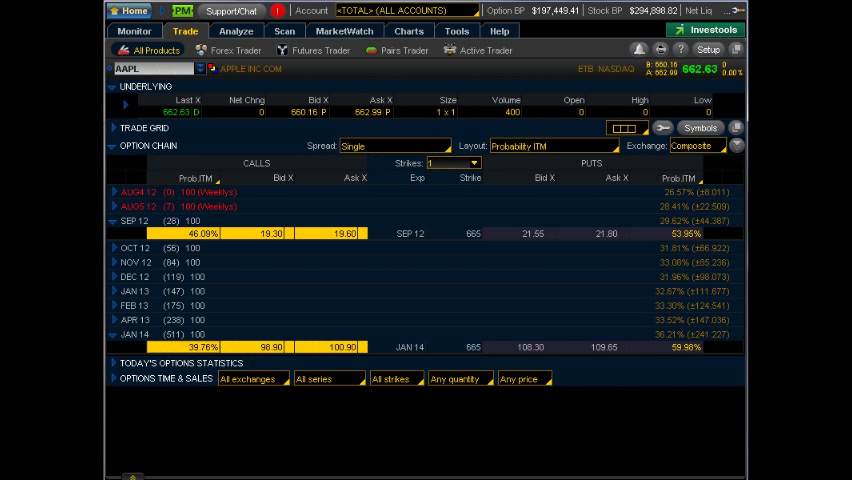 Home PM Support/Chat ! Account <TOTAL> (ALL ACCOUNTS) Option BP $197,449.41 Stock BP $294,898.82 Net Liq
Monitor Trade Analyze Scan MarketWatch Charts Tools Help Investools
All Products Forex Trader Futures Trader Pairs Trader Active Trader ? Setup
AAPL APPLE INC COM ETB NASDAQ B: 660.16 A: 662.99 662.63 0 0.00%
UNDERLYING
Last X Net Chng Bid X Ask X Size Volume Open High Low
662.63 D 0 660.16 P 662.99 P 1 x 1 400 0 0 0
TRADE GRID Symbols
OPTION CHAIN Spread: Single Layout: Probability ITM Exchange: Composite
CALLS Strikes: 1 PUTS
Prob.ITM Bid X Ask X Exp Strike Bid X Ask X Prob.ITM
AUG4 12 (0) 100 (Weeklys) 26.57% (±8.011)
AUG5 12 (7) 100 (Weeklys) 28.41% (±22.509)
SEP 12 (28) 100 29.62% (±44.387)
46.09% 19.30 19.60 SEP 12 665 21.55 21.80 53.95%
OCT 12 (56) 100 31.81% (±66.922)
NOV 12 (84) 100 33.08% (±85.236)
DEC 12 (119) 100 31.96% (±98.073)
JAN 13 (147) 100 32.67% (±111.677)
FEB 13 (175) 100 33.30% (±124.541)
APR 13 (238) 100 33.52% (±147.036)
JAN 14 (511) 100 36.21% (±241.227)
39.76% 98.90 100.90 JAN 14 665 108.30 109.65 59.98%
TODAY'S OPTIONS STATISTICS
OPTIONS TIME & SALES All exchanges All series All strikes Any quantity Any price